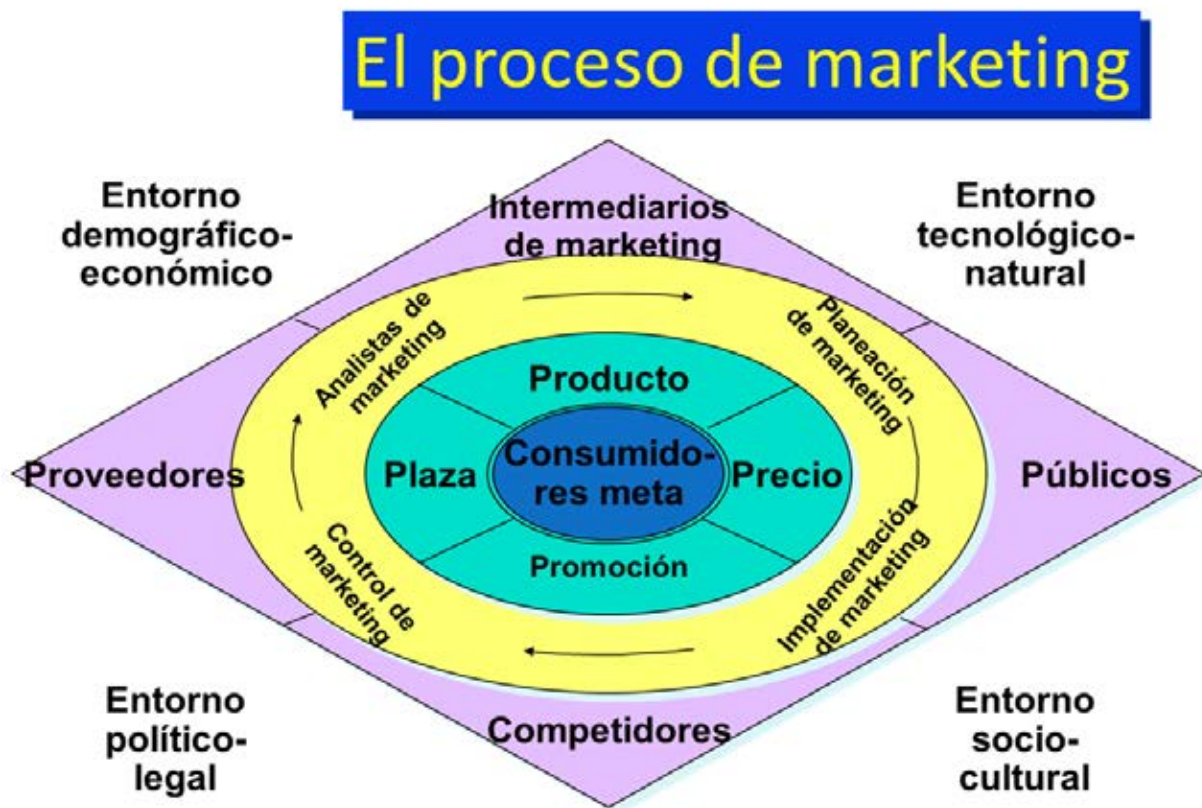 El proceso de marketing
Entorno
demográfico-
económico
Intermediarios
de marketing
Entorno
tecnológico-
natural
Analistas de
marketing
Planeación
de marketing
Producto
Proveedores
Plaza
Consumido-
res meta
Precio
Públicos
Control de
marketing
Promoción
Implementación
de marketing
Entorno
político-
legal
Competidores
Entorno
socio-
cultural